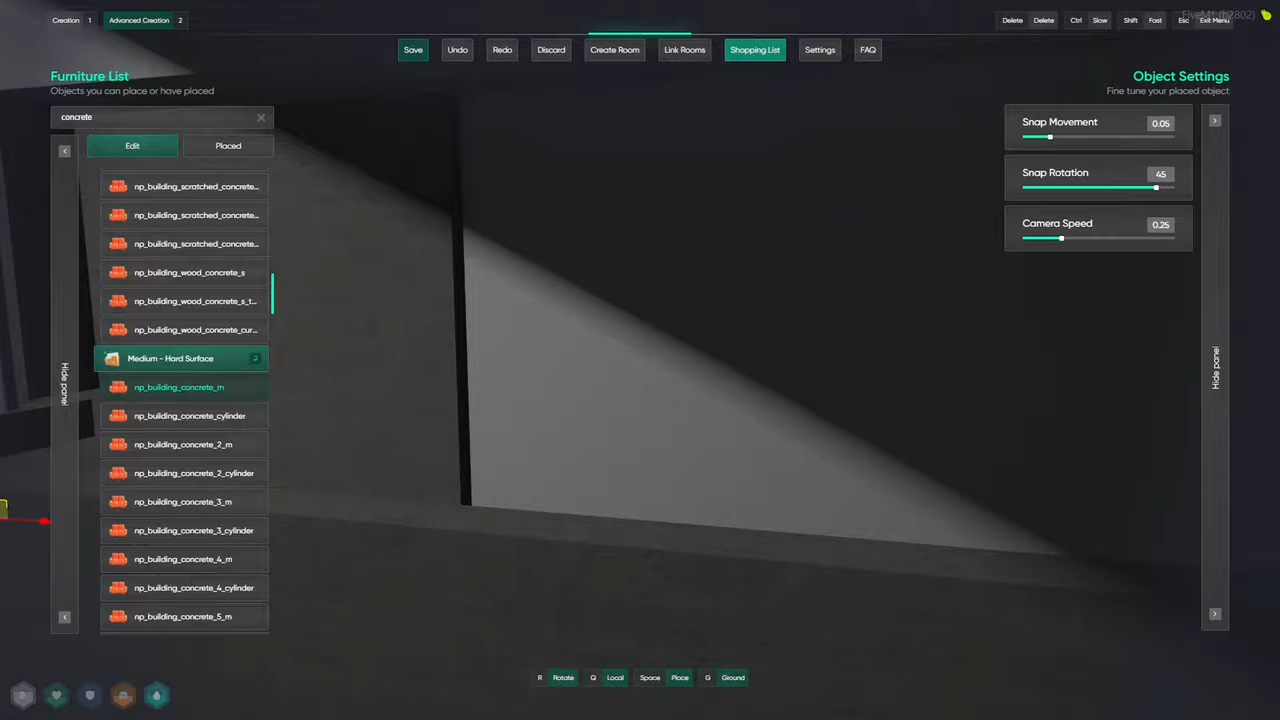 Creation 1 Advanced Creation 2
Delete Delete Ctrl Slow Shift Fast Esc Exit Menu
FiveM* (b2802)
Save Undo Redo Discard Create Room Link Rooms Shopping List Settings FAQ
Furniture List
Objects you can place or have placed
concrete
Edit Placed
np_building_scratched_concrete...
np_building_scratched_concrete...
np_building_scratched_concrete...
np_building_wood_concrete_s
np_building_wood_concrete_s_t...
np_building_wood_concrete_cur...
Medium - Hard Surface 2
np_building_concrete_m
np_building_concrete_cylinder
np_building_concrete_2_m
np_building_concrete_2_cylinder
np_building_concrete_3_m
np_building_concrete_3_cylinder
np_building_concrete_4_m
np_building_concrete_4_cylinder
np_building_concrete_5_m
Hide panel
Object Settings
Fine tune your placed object
Snap Movement 0.05
Snap Rotation 45
Camera Speed 0.25
Hide panel
R Rotate Q Local Space Place G Ground